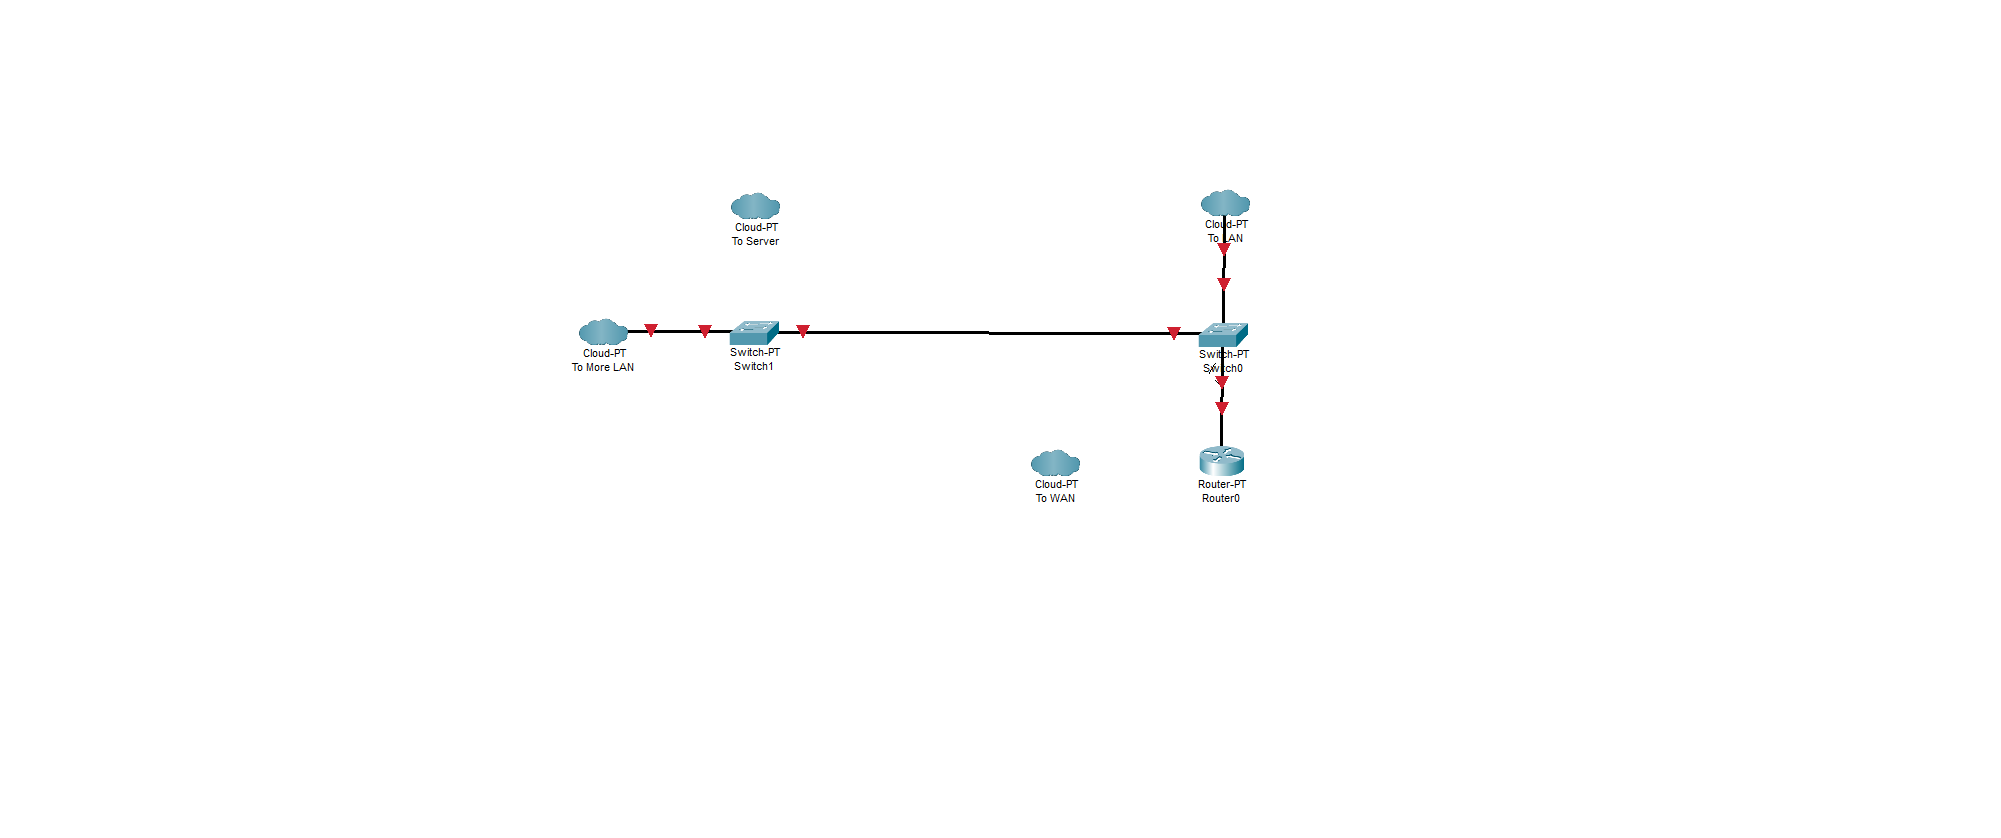 Cloud-PT
To Server
Cloud-PT
To LAN
Cloud-PT
To More LAN
Switch-PT
Switch1
Switch-PT
Switch0
Cloud-PT
To WAN
Router-PT
Router0